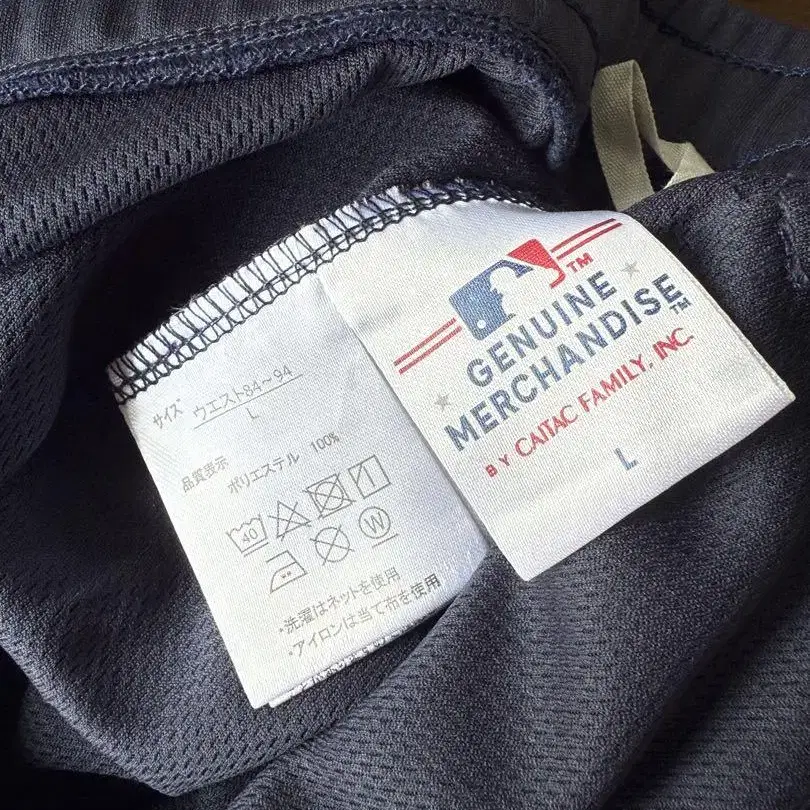 サイズ ウエスト84~94
L
品質表示
ポリエステル 100%
40
W
・洗濯はネットを使用
・アイロンは当て布を使用
TM
GENUINE
MERCHANDISE™
BY CAITAC FAMILY, INC.
L